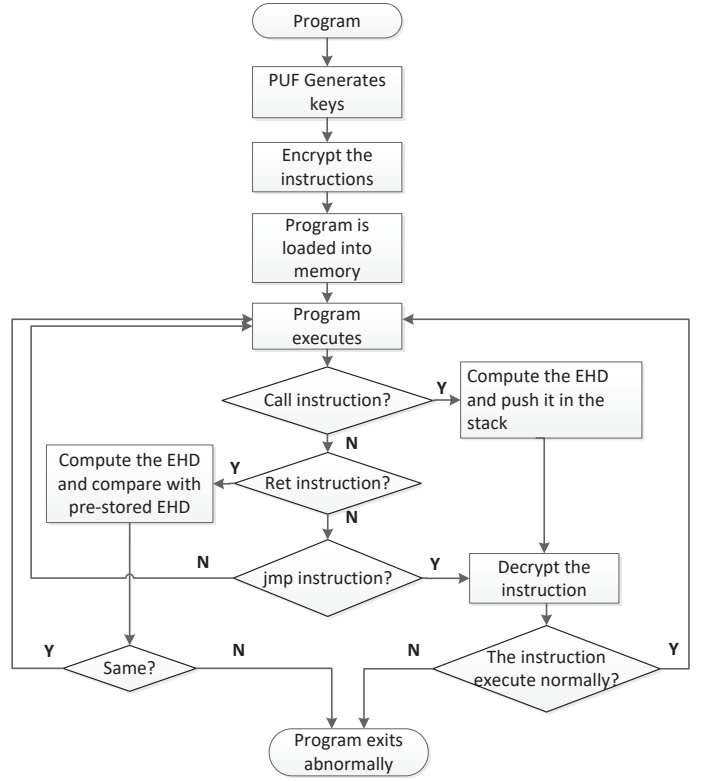 Program
PUF Generates
keys
Encrypt the
instructions
Program is
loaded into
memory
Program
executes
Call instruction?
Y
Compute the EHD
and push it in the
stack
N
Compute the EHD
and compare with
pre-stored EHD
Y
Ret instruction?
N
N
jmp instruction?
Y
Decrypt the
instruction
Y
Same?
N
N
The instruction
execute normally?
Y
Program exits
abnormally